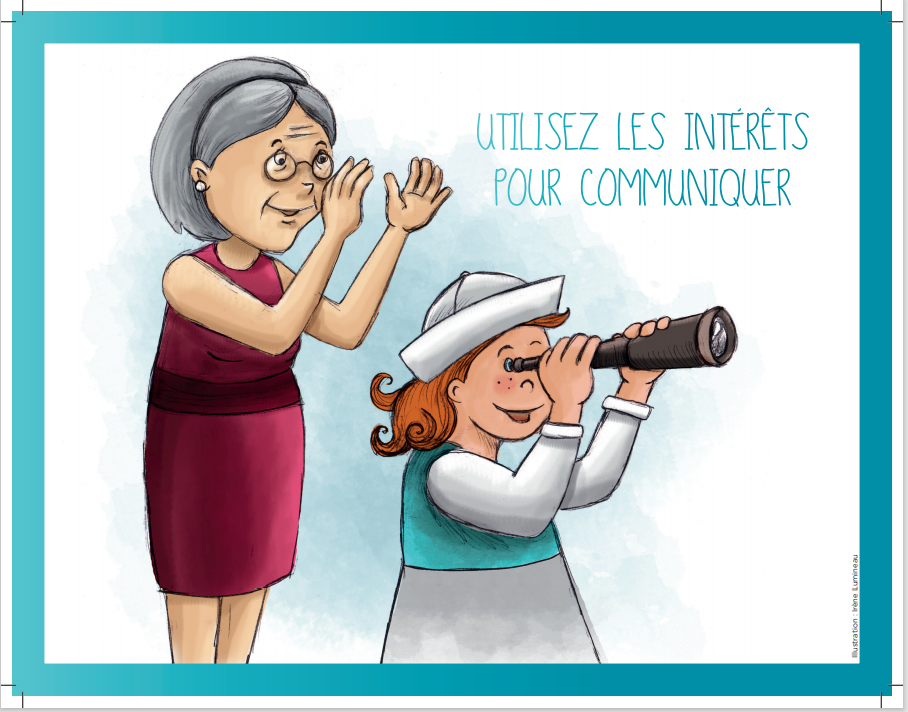 UTILISEZ LES INTÉRÊTS
POUR COMMUNIQUER
Illustration : Irène Lumineau